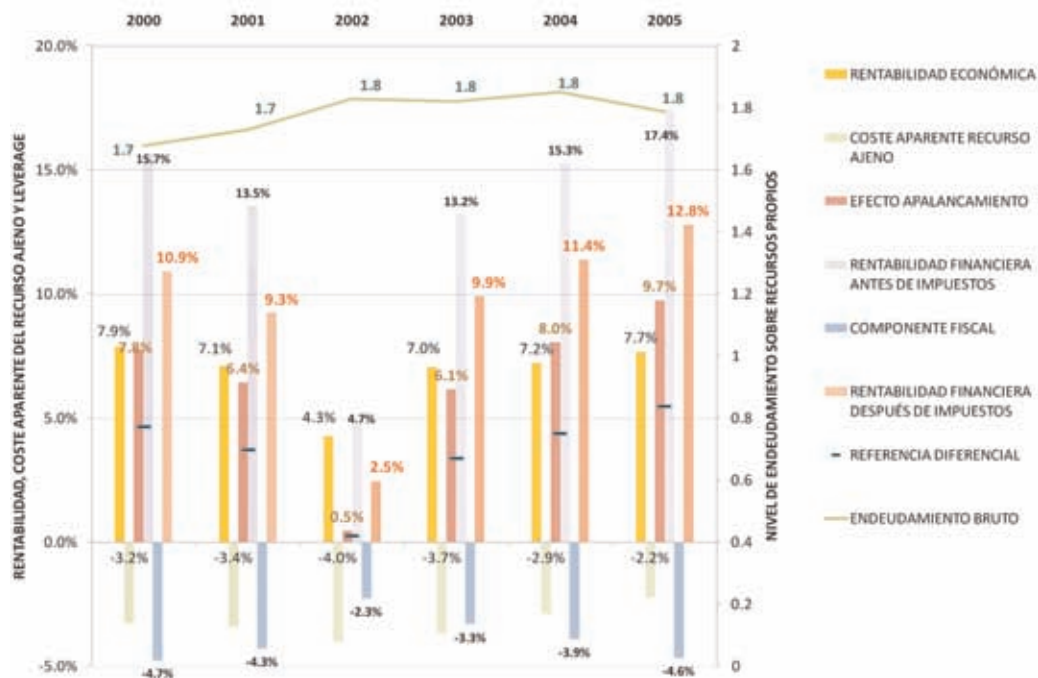 2000 2001 2002 2003 2004 2005
RENTABILIDAD, COSTE APARENTE DEL RECURSO AJENO Y LEVERAGE
20.0%
15.0%
10.0%
5.0%
0.0%
-5.0%
1.7 1.7 1.8 1.8 1.8 1.8
15.7% 13.5% 4.7% 13.2% 15.3% 17.4%
10.9% 9.3% 2.5% 9.9% 11.4% 12.8%
7.9% 7.1% 4.3% 7.0% 7.2% 7.7%
7.8% 6.4% 0.5% 6.1% 8.0% 9.7%
-3.2% -3.4% -4.0% -3.7% -2.9% -2.2%
-4.7% -4.3% -2.3% -3.3% -3.9% -4.6%
2
1.8
1.6
1.4
1.2
1
0.8
0.6
0.4
0.2
0
NIVEL DE ENDEUDAMIENTO SOBRE RECURSOS PROPIOS
RENTABILIDAD ECONÓMICA
COSTE APARENTE RECURSO
AJENO
EFECTO APALANCAMIENTO
RENTABILIDAD FINANCIERA
ANTES DE IMPUESTOS
COMPONENTE FISCAL
RENTABILIDAD FINANCIERA
DESPUÉS DE IMPUESTOS
REFERENCIA DIFERENCIAL
ENDEUDAMIENTO BRUTO